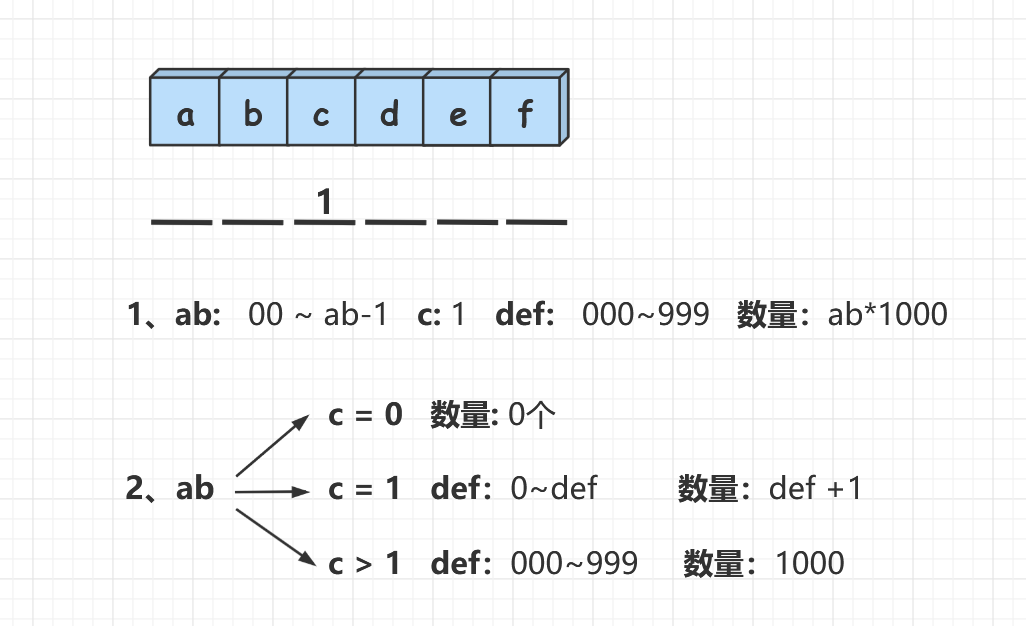 a b c d e f
1
1、ab: 00 ~ ab-1 c: 1 def: 000~999 数量：ab*1000
c = 0 数量: 0个
2、ab c = 1 def：0~def 数量：def +1
c > 1 def：000~999 数量：1000